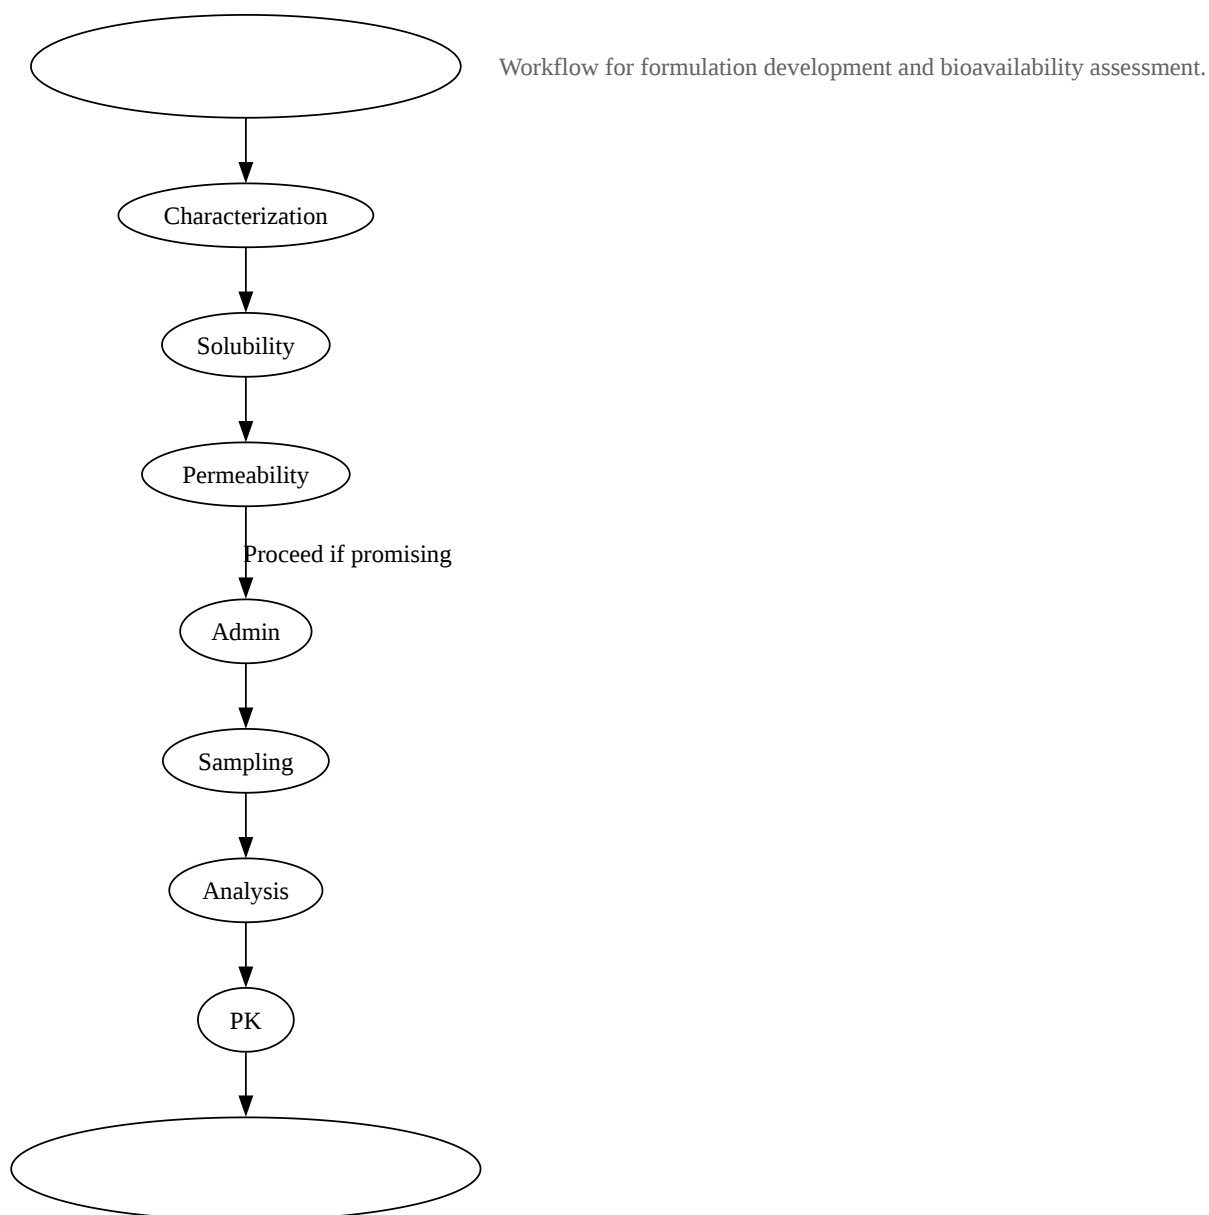 Workflow for formulation development and bioavailability assessment.
Characterization
Solubility
Permeability
Proceed if promising
Admin
Sampling
Analysis
PK